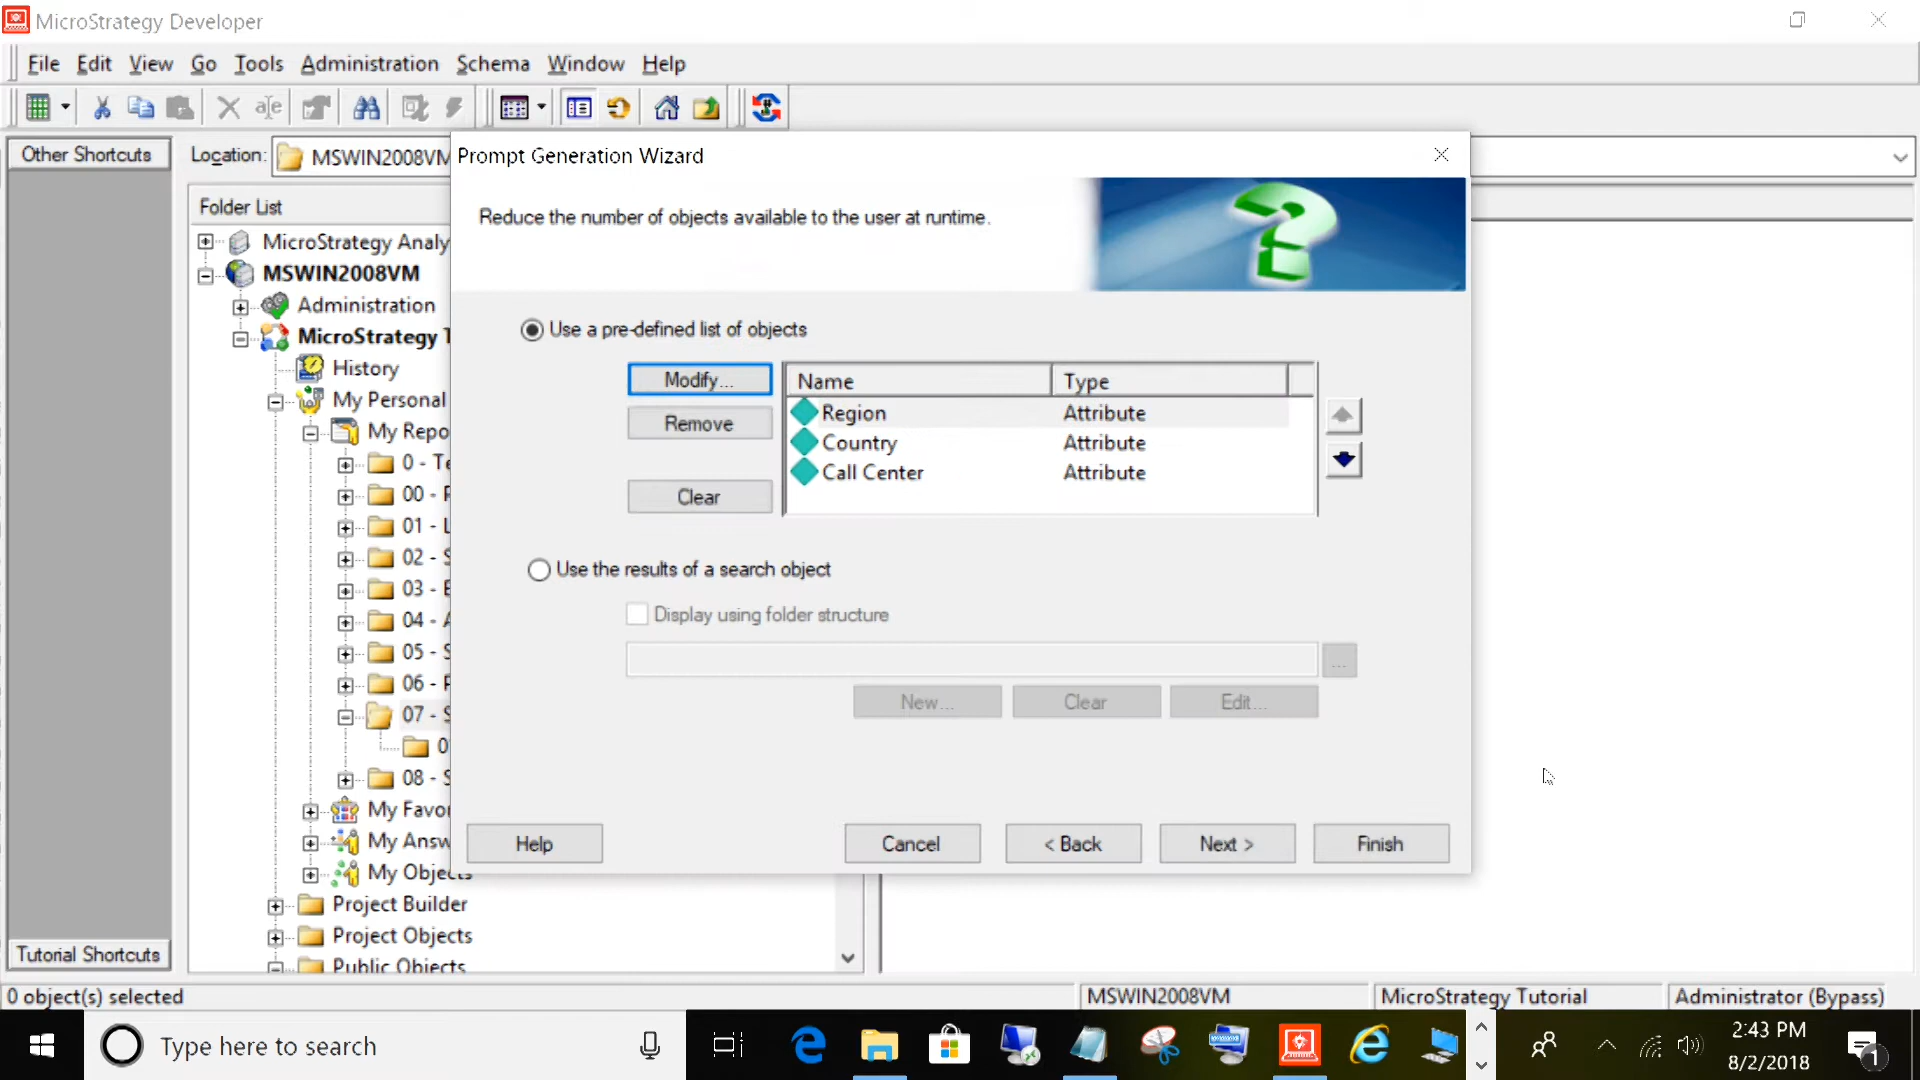 MicroStrategy Developer
File Edit View Go Tools Administration Schema Window Help
Other Shortcuts
Location: MSWIN2008VM
Prompt Generation Wizard
Reduce the number of objects available to the user at runtime.
Folder List
MicroStrategy Analy
MSWIN2008VM
Administration
MicroStrategy T
History
My Personal
My Repo
0 - Te
00 - P
01 - L
02 - S
03 - E
04 - A
05 - S
06 - P
07 - S
0
08 - S
My Favor
My Answ
My Objects
Project Builder
Project Objects
Public Objects
Use a pre-defined list of objects
Modify...
Remove
Clear
Name Type
Region Attribute
Country Attribute
Call Center Attribute
Use the results of a search object
Display using folder structure
...
New... Clear Edit...
Help Cancel < Back Next > Finish
Tutorial Shortcuts
0 object(s) selected MSWIN2008VM MicroStrategy Tutorial Administrator (Bypass)
Type here to search
2:43 PM
8/2/2018
1